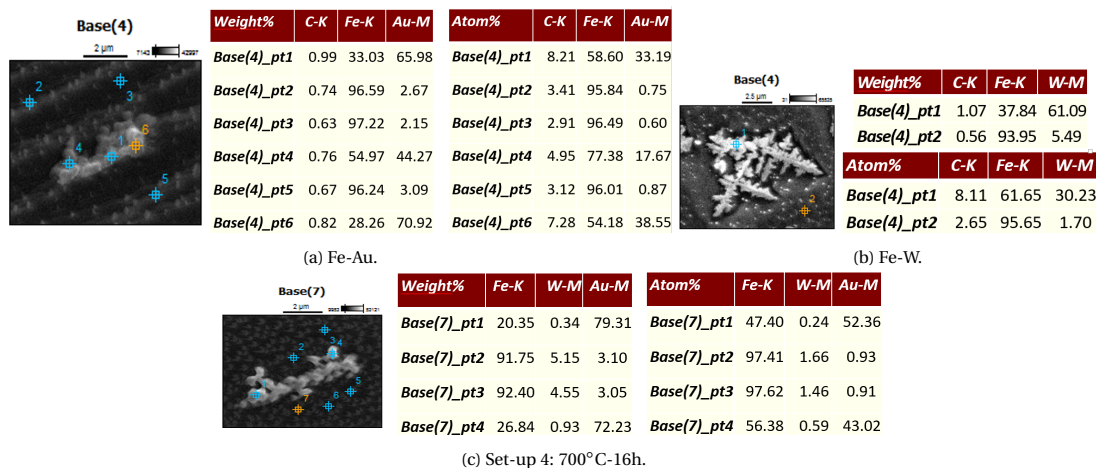 Base(4)
2 µm
7142 42997
2
3
6
1
4
5
Weight% C-K Fe-K Au-M
Base(4)_pt1 0.99 33.03 65.98
Base(4)_pt2 0.74 96.59 2.67
Base(4)_pt3 0.63 97.22 2.15
Base(4)_pt4 0.76 54.97 44.27
Base(4)_pt5 0.67 96.24 3.09
Base(4)_pt6 0.82 28.26 70.92
Atom% C-K Fe-K Au-M
Base(4)_pt1 8.21 58.60 33.19
Base(4)_pt2 3.41 95.84 0.75
Base(4)_pt3 2.91 96.49 0.60
Base(4)_pt4 4.95 77.38 17.67
Base(4)_pt5 3.12 96.01 0.87
Base(4)_pt6 7.28 54.18 38.55
(a) Fe-Au.
Base(4)
2.5 µm
1
2
Weight% C-K Fe-K W-M
Base(4)_pt1 1.07 37.84 61.09
Base(4)_pt2 0.56 93.95 5.49
Atom% C-K Fe-K W-M
Base(4)_pt1 8.11 61.65 30.23
Base(4)_pt2 2.65 95.65 1.70
(b) Fe-W.
Base(7)
2 µm
3 4
2
5
6
7
Weight% Fe-K W-M Au-M
Base(7)_pt1 20.35 0.34 79.31
Base(7)_pt2 91.75 5.15 3.10
Base(7)_pt3 92.40 4.55 3.05
Base(7)_pt4 26.84 0.93 72.23
Atom% Fe-K W-M Au-M
Base(7)_pt1 47.40 0.24 52.36
Base(7)_pt2 97.41 1.66 0.93
Base(7)_pt3 97.62 1.46 0.91
Base(7)_pt4 56.38 0.59 43.02
(c) Set-up 4: 700°C-16h.